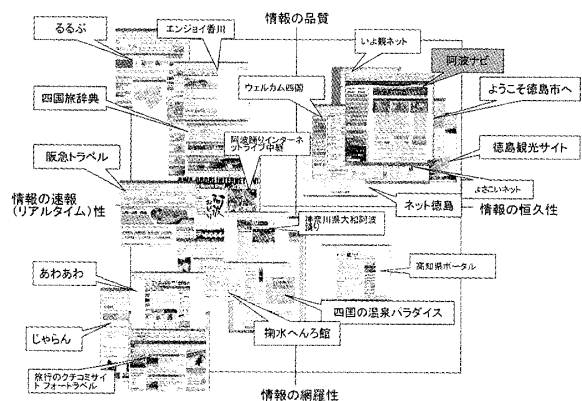 情報の品質
るるぶ
エンジョイ香川
いよ観ネット
阿波ナビ
ウェルカム四国
ようこそ徳島市へ
四国旅辞典
阿波踊りインターネ
ットライブ中継
徳島観光サイト
阪急トラベル
よさこいネット
情報の速報
(リアルタイム)性
ネット徳島
情報の恒久性
神奈川県大和阿波
踊り
高知県ポータル
あわあわ
四国の温泉パラダイス
じゃらん
掬水へんろ館
旅行のクチコミサイ
ト フォートラベル
情報の網羅性